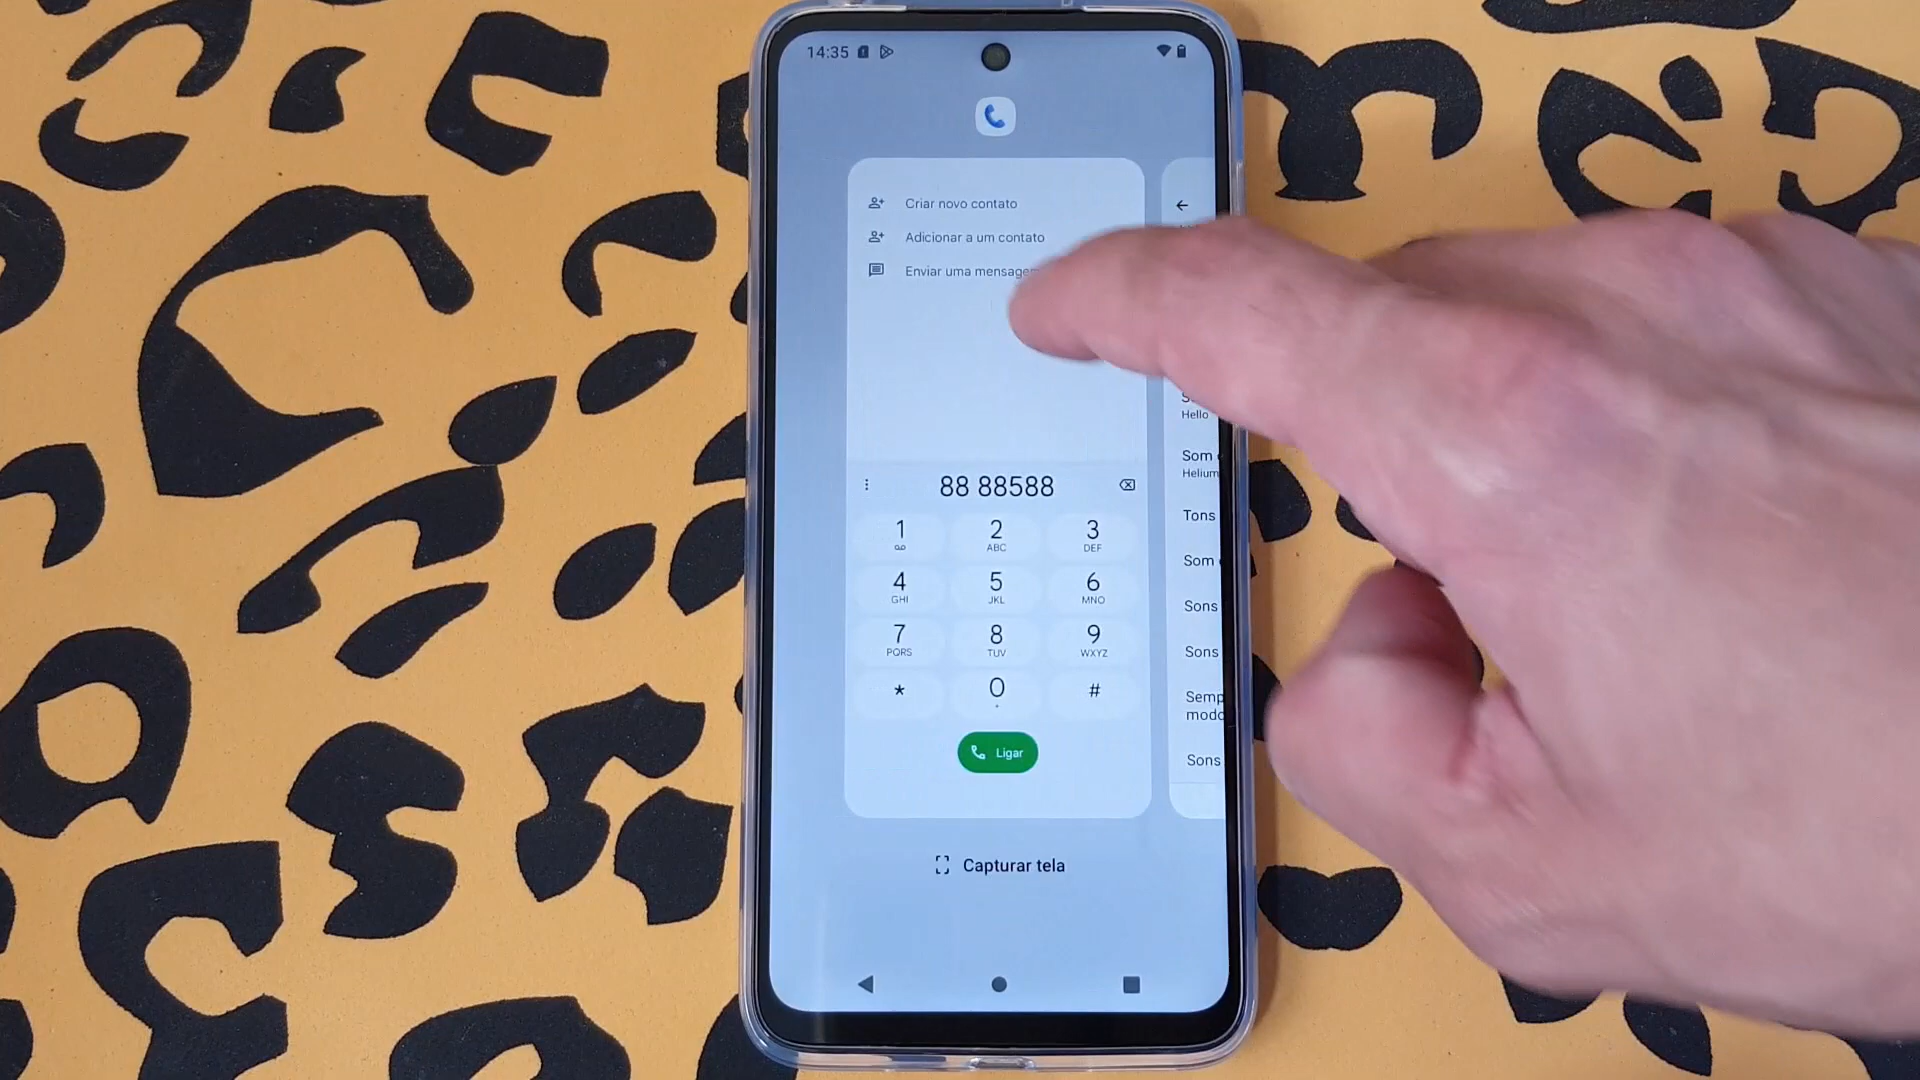 14:35
Criar novo contato
Adicionar a um contato
Enviar uma mensagem
88 88588
1
2 ABC
3 DEF
4 GHI
5 JKL
6 MNO
7 PQRS
8 TUV
9 WXYZ
*
0
#
Ligar
Capturar tela
Hello
Som
Helium
Tons
Som
Sons
Sons
Semp
modo
Sons